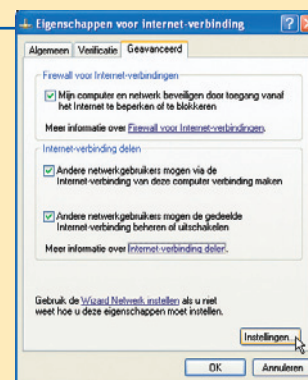 Eigenschappen voor internet-verbinding
Algemeen Verificatie Geavanceerd
Firewall voor Internet-verbindingen
Mijn computer en netwerk beveiligen door toegang vanaf
het Internet te beperken of te blokkeren
Meer informatie over Firewall voor Internet-verbindingen.
Internet-verbinding delen
Andere netwerkgebruikers mogen via de
Internet-verbinding van deze computer verbinding maken
Andere netwerkgebruikers mogen de gedeelde
Internet-verbinding beheren of uitschakelen
Meer informatie over Internet-verbinding delen.
Gebruik de Wizard Netwerk instellen als u niet
weet hoe u deze eigenschappen moet instellen.
Instellingen...
OK Annuleren